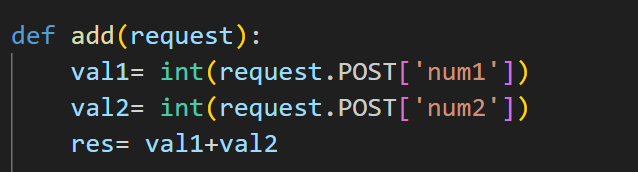 def add(request):
    val1= int(request.POST['num1'])
    val2= int(request.POST['num2'])
    res= val1+val2